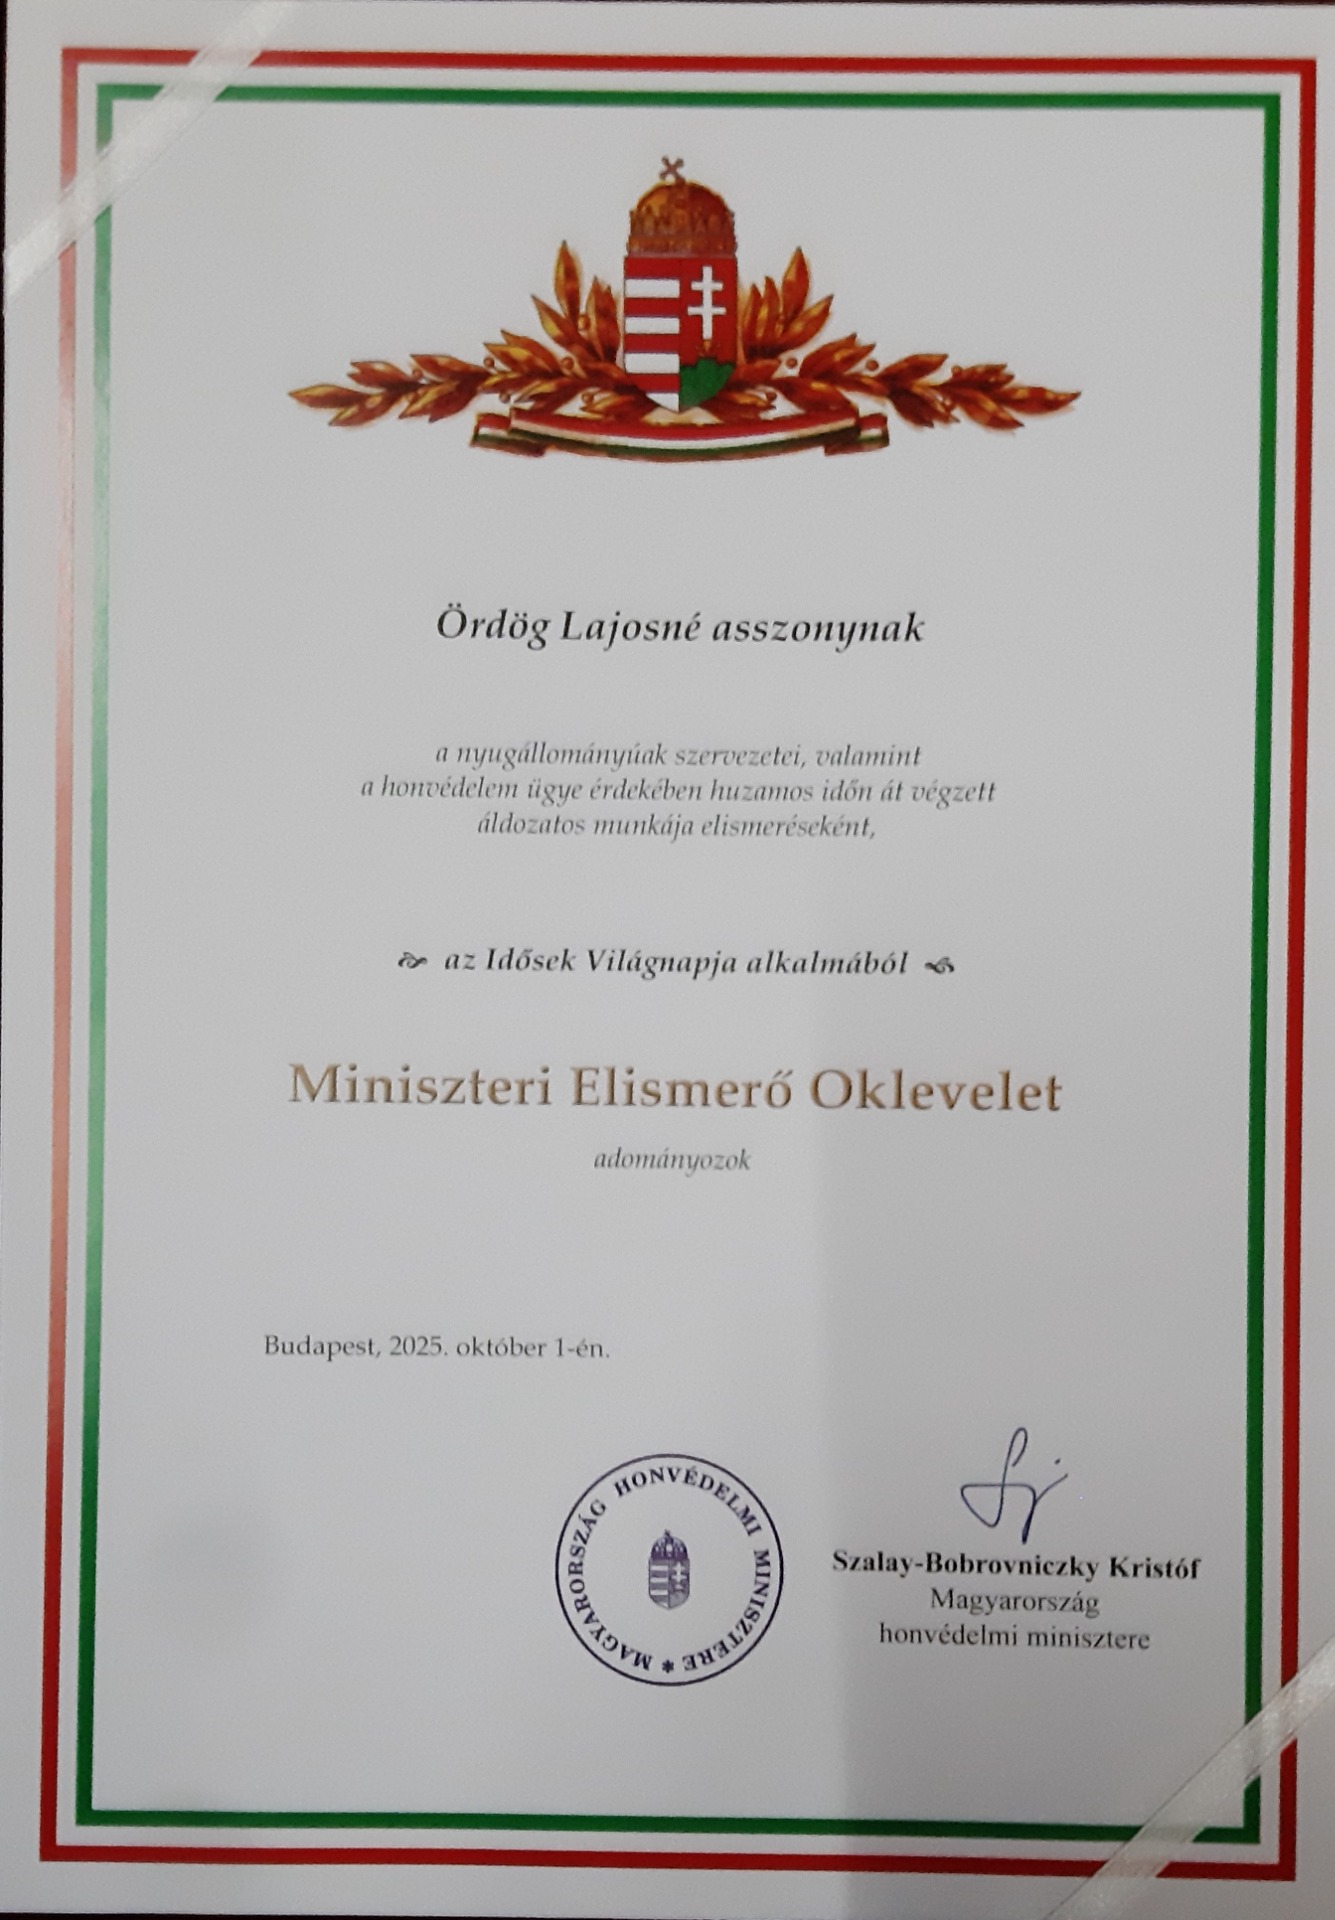 Ördög Lajosné asszonynak
a nyugállományúak szervezetei, valamint
a honvédelem ügye érdekében huzamos időn át végzett
áldozatos munkája elismeréseként,
az Idősek Világnapja alkalmából
Miniszteri Elismerő Oklevelet
adományozok
Budapest, 2025. október 1-én.
MAGYARORSZÁG HONVÉDELMI MINISZTERE *
Szalay-Bobrovniczky Kristóf
Magyarország
honvédelmi minisztere